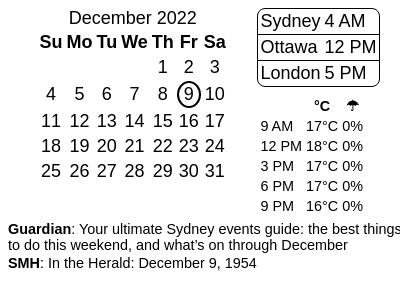 December 2022
Su Mo Tu We Th Fr Sa
1 2 3
4 5 6 7 8 9 10
11 12 13 14 15 16 17
18 19 20 21 22 23 24
25 26 27 28 29 30 31
Sydney 4 AM
Ottawa 12 PM
London 5 PM
°C ☂
9 AM 17°C 0%
12 PM 18°C 0%
3 PM 17°C 0%
6 PM 17°C 0%
9 PM 16°C 0%
Guardian: Your ultimate Sydney events guide: the best things
to do this weekend, and what's on through December
SMH: In the Herald: December 9, 1954